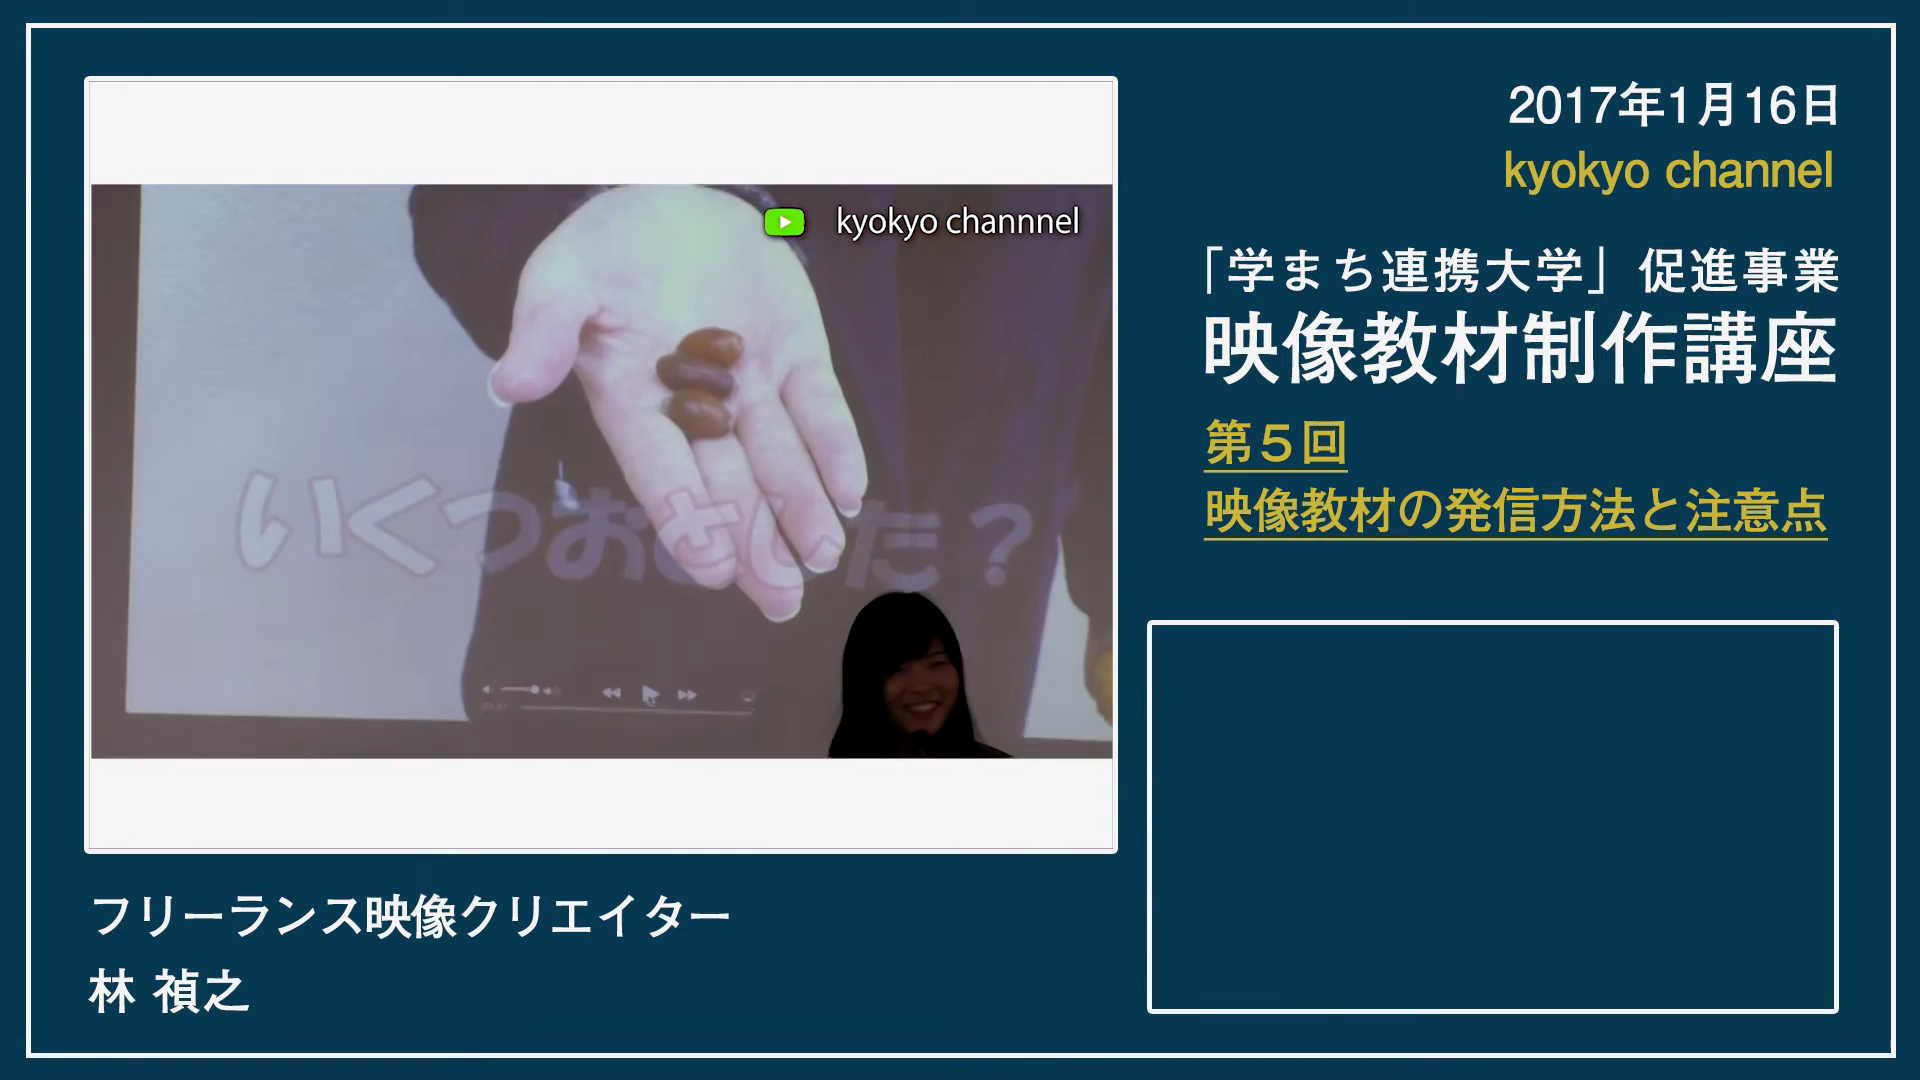 2017年1月16日
kyokyo channel
「学まち連携大学」促進事業
映像教材制作講座
第５回
映像教材の発信方法と注意点
kyokyo channnel
いくつおとした？
フリーランス映像クリエイター
林 禎之